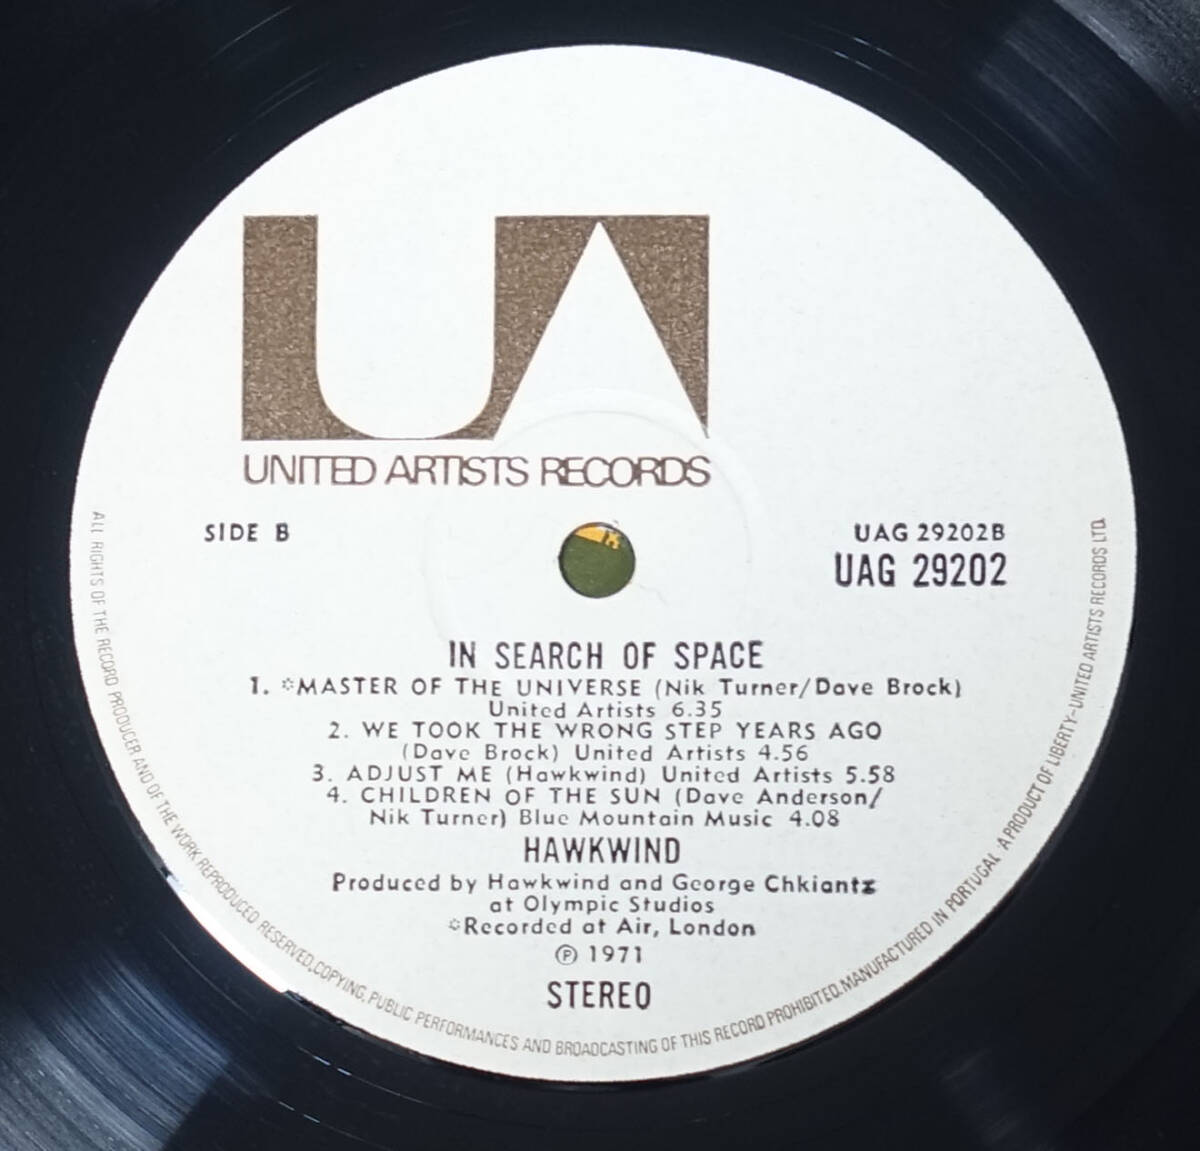 UA
UNITED ARTISTS RECORDS
SIDE B
UAG 29202B
UAG 29202
IN SEARCH OF SPACE
1. *MASTER OF THE UNIVERSE (Nik Turner/Dave Brock)
United Artists 6.35
2. WE TOOK THE WRONG STEP YEARS AGO
(Dave Brock) United Artists 4.56
3. ADJUST ME (Hawkwind) United Artists 5.58
4. CHILDREN OF THE SUN (Dave Anderson/
Nik Turner) Blue Mountain Music 4.08
HAWKWIND
Produced by Hawkwind and George Chkiantz
at Olympic Studios
*Recorded at Air, London
Ⓟ 1971
STEREO
ALL RIGHTS OF THE RECORD PRODUCER AND OF THE WORK REPRODUCED RESERVED, COPYING, PUBLIC PERFORMANCES AND BROADCASTING OF THIS RECORD PROHIBITED. MANUFACTURED IN PORTUGAL · A PRODUCT OF LIBERTY-UNITED ARTISTS RECORDS LTD.